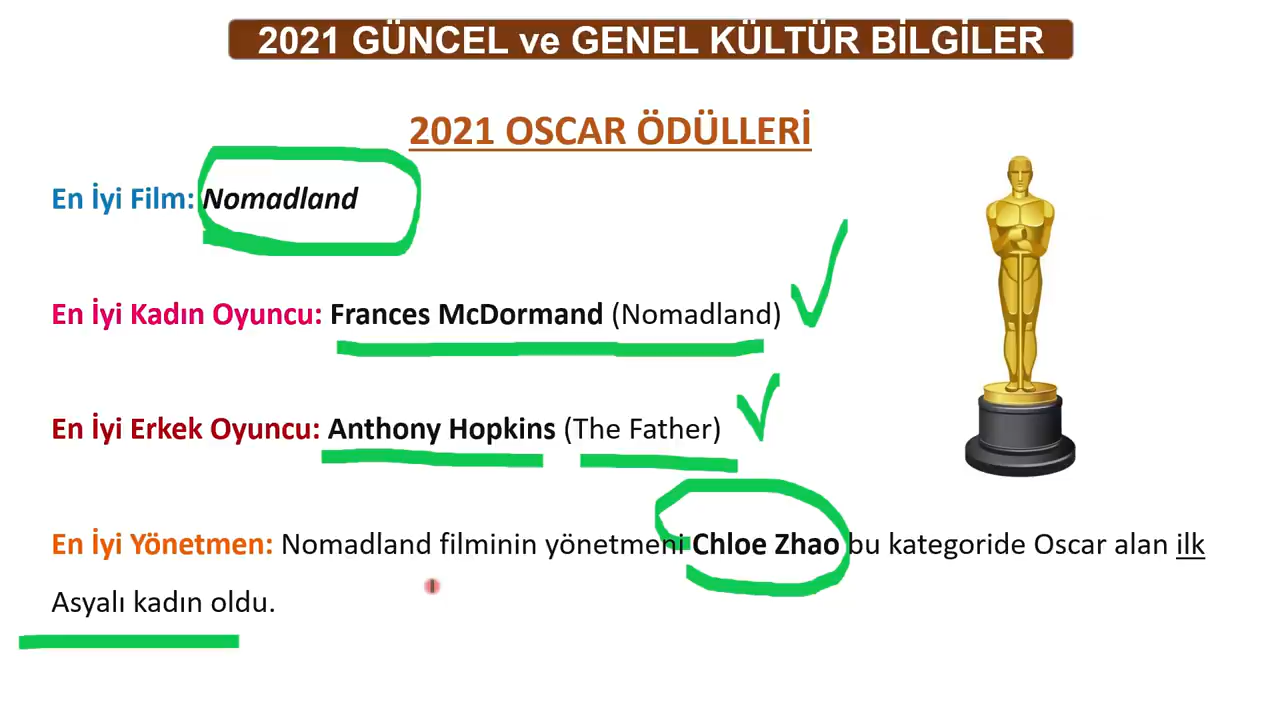 2021 GÜNCEL ve GENEL KÜLTÜR BİLGİLER
2021 OSCAR ÖDÜLLERİ
En İyi Film: Nomadland
En İyi Kadın Oyuncu: Frances McDormand (Nomadland)
En İyi Erkek Oyuncu: Anthony Hopkins (The Father)
En İyi Yönetmen: Nomadland filminin yönetmeni Chloe Zhao bu kategoride Oscar alan ilk
Asyalı kadın oldu.